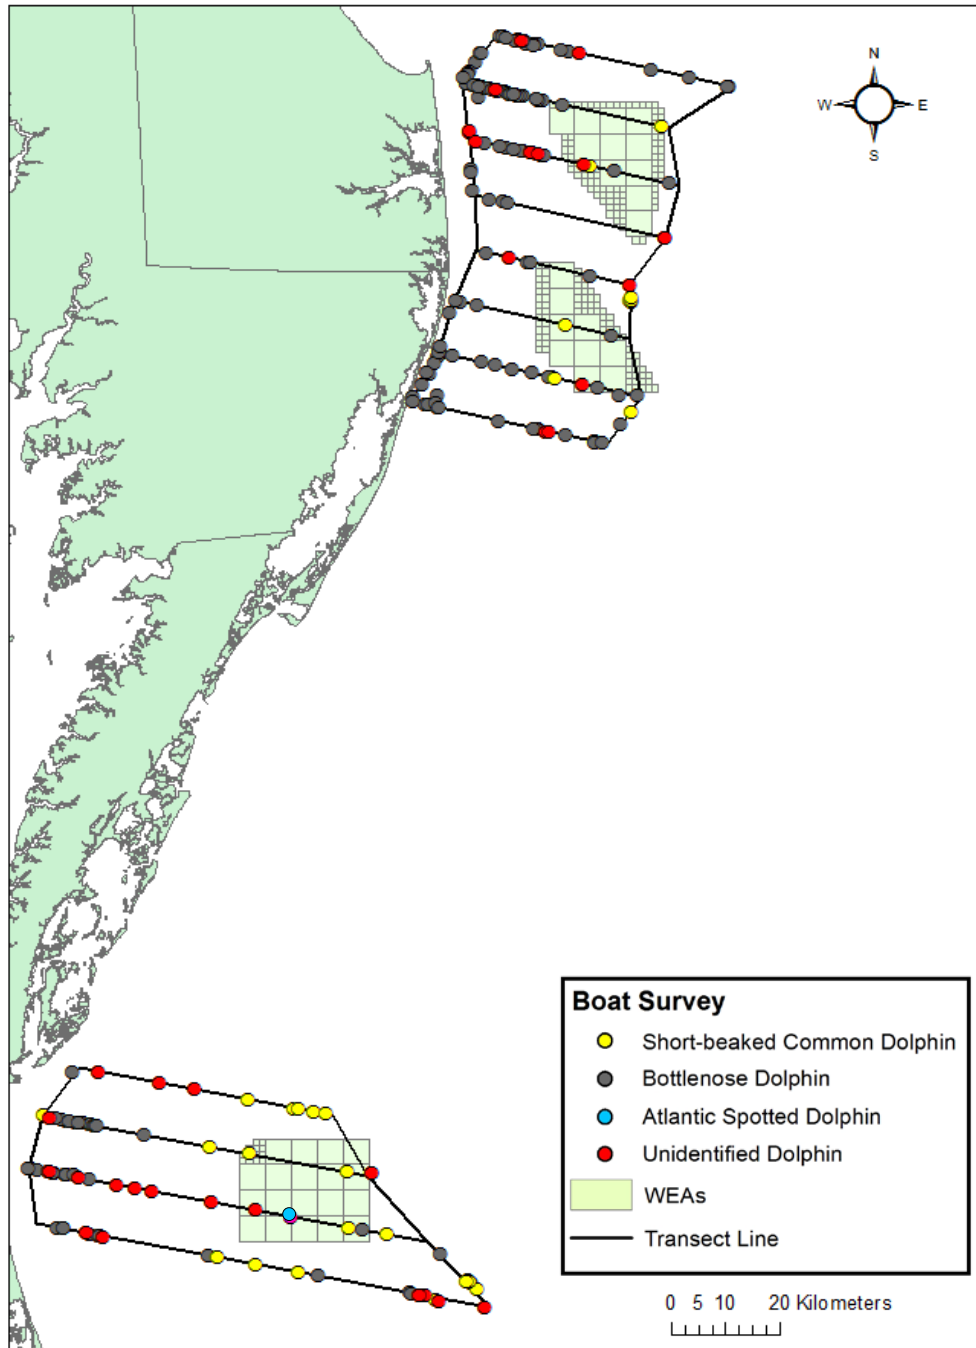 N
W E
S
Boat Survey
Short-beaked Common Dolphin
Bottlenose Dolphin
Atlantic Spotted Dolphin
Unidentified Dolphin
WEAs
Transect Line
0 5 10 20 Kilometers